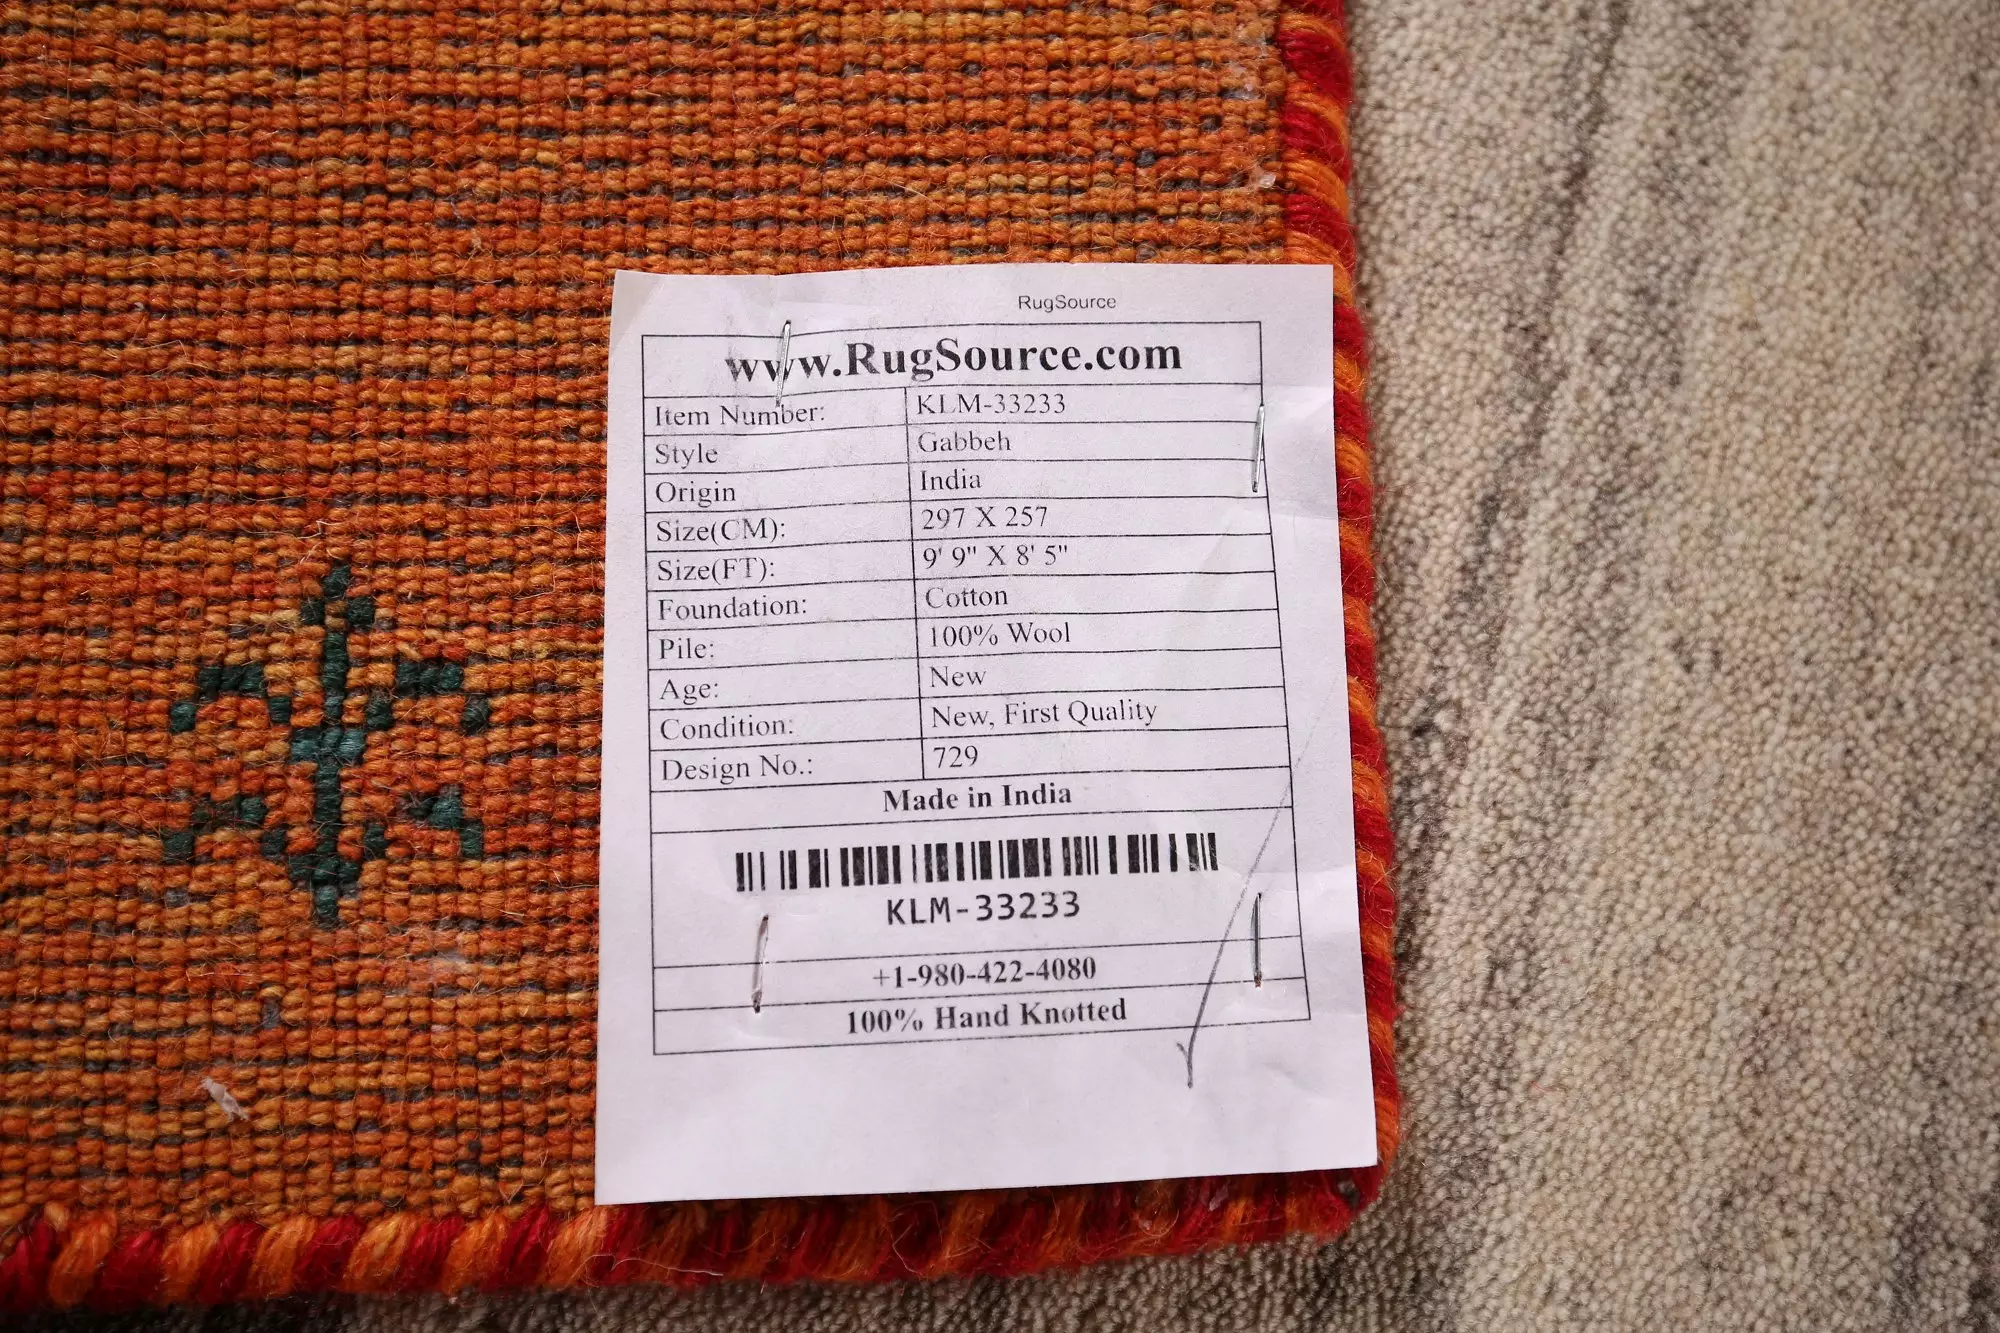 RugSource
www.RugSource.com
Item Number: KLM-33233
Style Gabbeh
Origin India
Size(CM): 297 X 257
Size(FT): 9' 9" X 8' 5"
Foundation: Cotton
Pile: 100% Wool
Age: New
Condition: New, First Quality
Design No.: 729
Made in India
KLM-33233
+1-980-422-4080
100% Hand Knotted